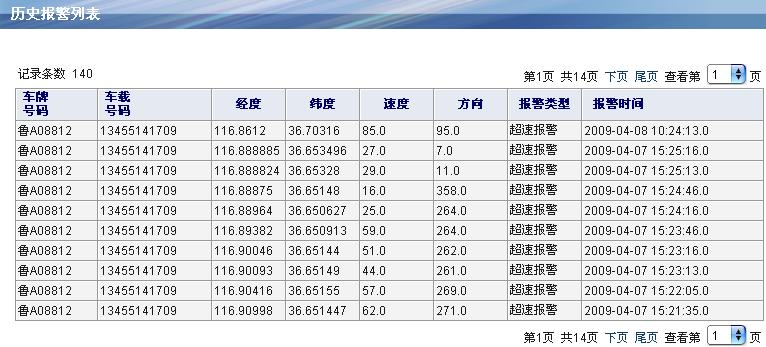 历史报警列表
记录条数 140
第1页 共14页 下页 尾页 查看第 1 页
车牌号码 车载号码 经度 纬度 速度 方向 报警类型 报警时间
鲁A08812 13455141709 116.8612 36.70316 85.0 95.0 超速报警 2009-04-08 10:24:13.0
鲁A08812 13455141709 116.888885 36.653496 27.0 7.0 超速报警 2009-04-07 15:25:16.0
鲁A08812 13455141709 116.888824 36.65328 29.0 11.0 超速报警 2009-04-07 15:25:13.0
鲁A08812 13455141709 116.88875 36.65148 16.0 358.0 超速报警 2009-04-07 15:24:46.0
鲁A08812 13455141709 116.88964 36.650627 25.0 264.0 超速报警 2009-04-07 15:24:16.0
鲁A08812 13455141709 116.89382 36.650913 59.0 264.0 超速报警 2009-04-07 15:23:46.0
鲁A08812 13455141709 116.90046 36.65144 51.0 262.0 超速报警 2009-04-07 15:23:16.0
鲁A08812 13455141709 116.90093 36.65149 44.0 261.0 超速报警 2009-04-07 15:23:13.0
鲁A08812 13455141709 116.90416 36.65155 57.0 269.0 超速报警 2009-04-07 15:22:05.0
鲁A08812 13455141709 116.90998 36.651447 62.0 271.0 超速报警 2009-04-07 15:21:35.0
第1页 共14页 下页 尾页 查看第 1 页